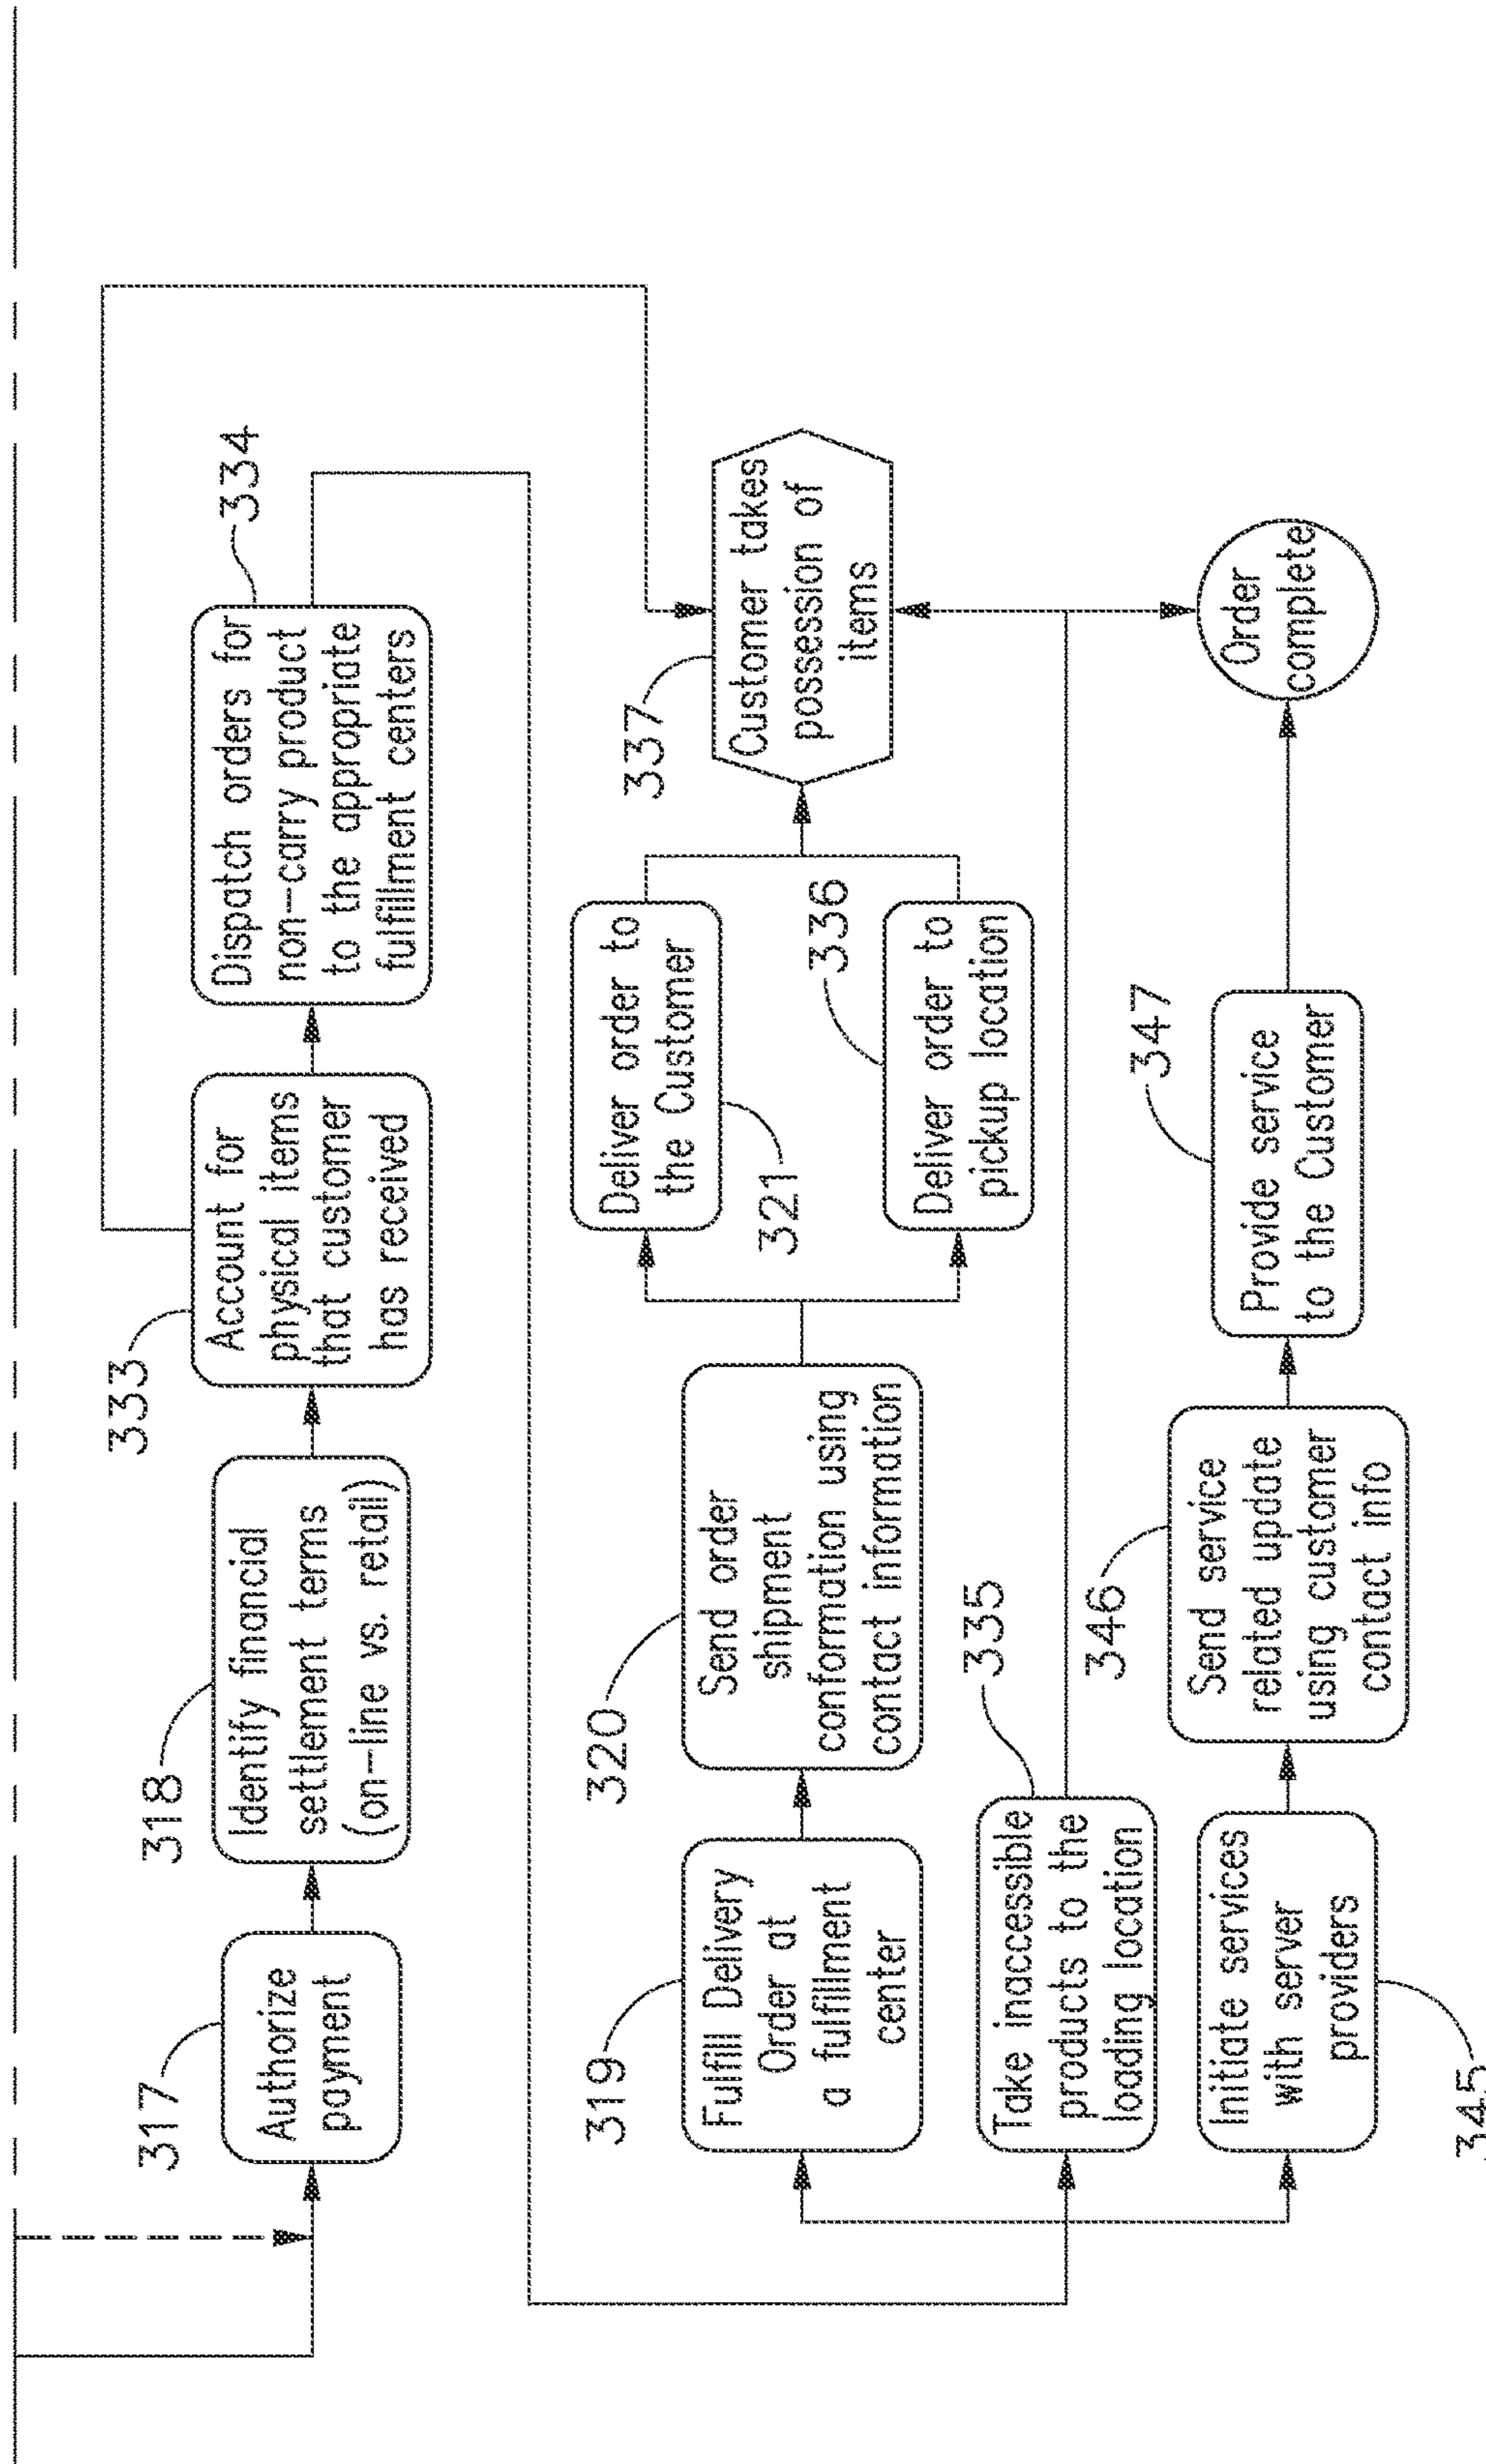 317
Authorize
payment
318
Identify financial
settlement terms
(on-line vs. retail)
333
Account for
physical items
that customer
has received
334
Dispatch orders for
non-carry product
to the appropriate
fulfillment centers
319
Fulfill Delivery
Order at
a fulfillment
center
320
Send order
shipment
conformation using
contact information
321
Deliver order to
the Customer
336
Deliver order to
pickup location
337
Customer takes
possession of
items
335
Take inaccessible
products to the
loading location
345
Initiate services
with server
providers
346
Send service
related update
using customer
contact info
347
Provide service
to the Customer
Order
complete